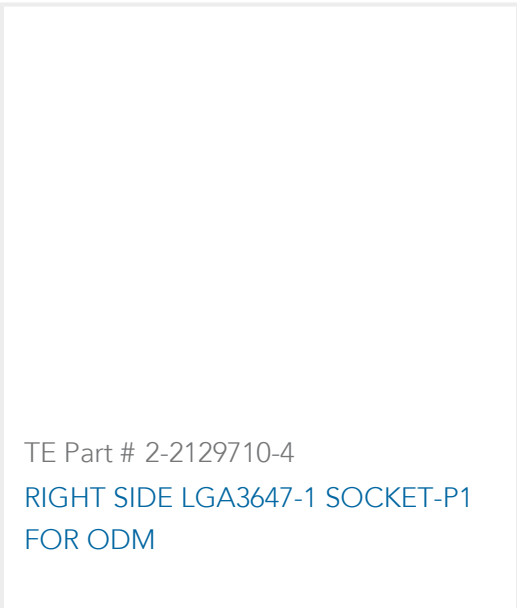 TE Part # 2-2129710-4
RIGHT SIDE LGA3647-1 SOCKET-P1
FOR ODM